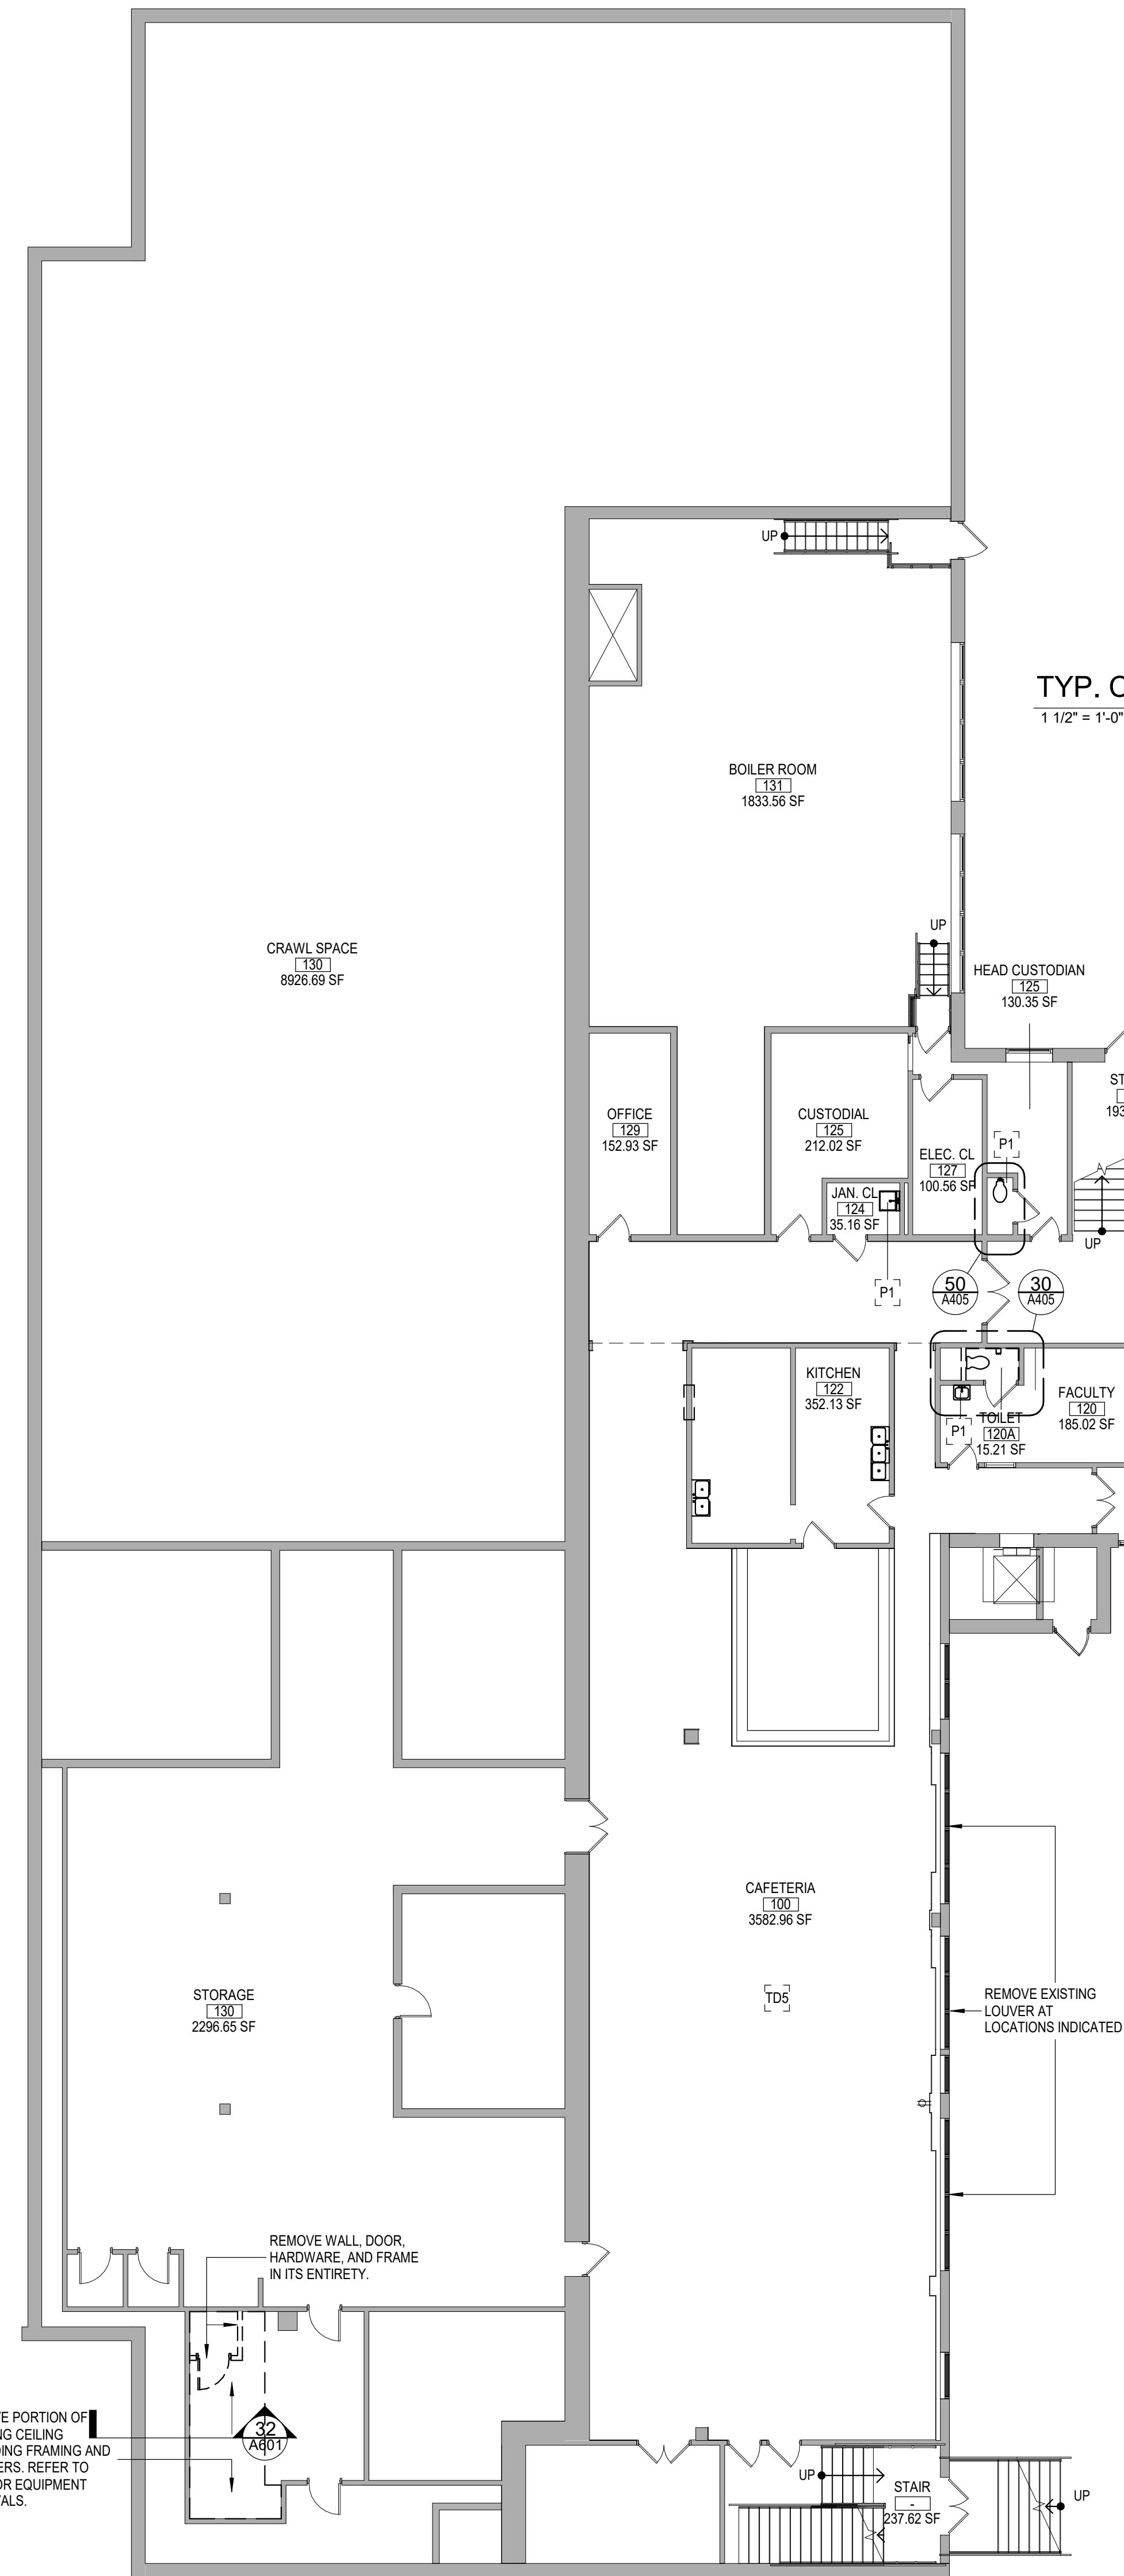 UP
TYP. C
1 1/2" = 1'-0"
BOILER ROOM
131
1833.56 SF
UP
CRAWL SPACE
130
8926.69 SF
HEAD CUSTODIAN
125
130.35 SF
ST
193
OFFICE
129
152.93 SF
CUSTODIAL
125
212.02 SF
ELEC. CL
127
100.56 SF
P1
JAN. CL
124
35.16 SF
UP
P1
50
A405
30
A405
KITCHEN
122
352.13 SF
FACULTY
120
185.02 SF
P1
TOILET
120A
15.21 SF
CAFETERIA
100
3582.96 SF
TD5
STORAGE
130
2296.65 SF
REMOVE EXISTING
LOUVER AT
LOCATIONS INDICATED
REMOVE WALL, DOOR,
HARDWARE, AND FRAME
IN ITS ENTIRETY.
VE PORTION OF
NG CEILING
DING FRAMING AND
ERS. REFER TO
OR EQUIPMENT
VALS.
32
A601
UP
STAIR
-
237.62 SF
UP